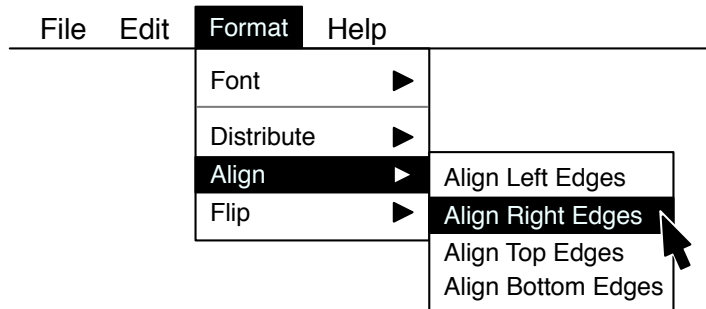 File Edit Format Help
Font
Distribute
Align
Flip
Align Left Edges
Align Right Edges
Align Top Edges
Align Bottom Edges